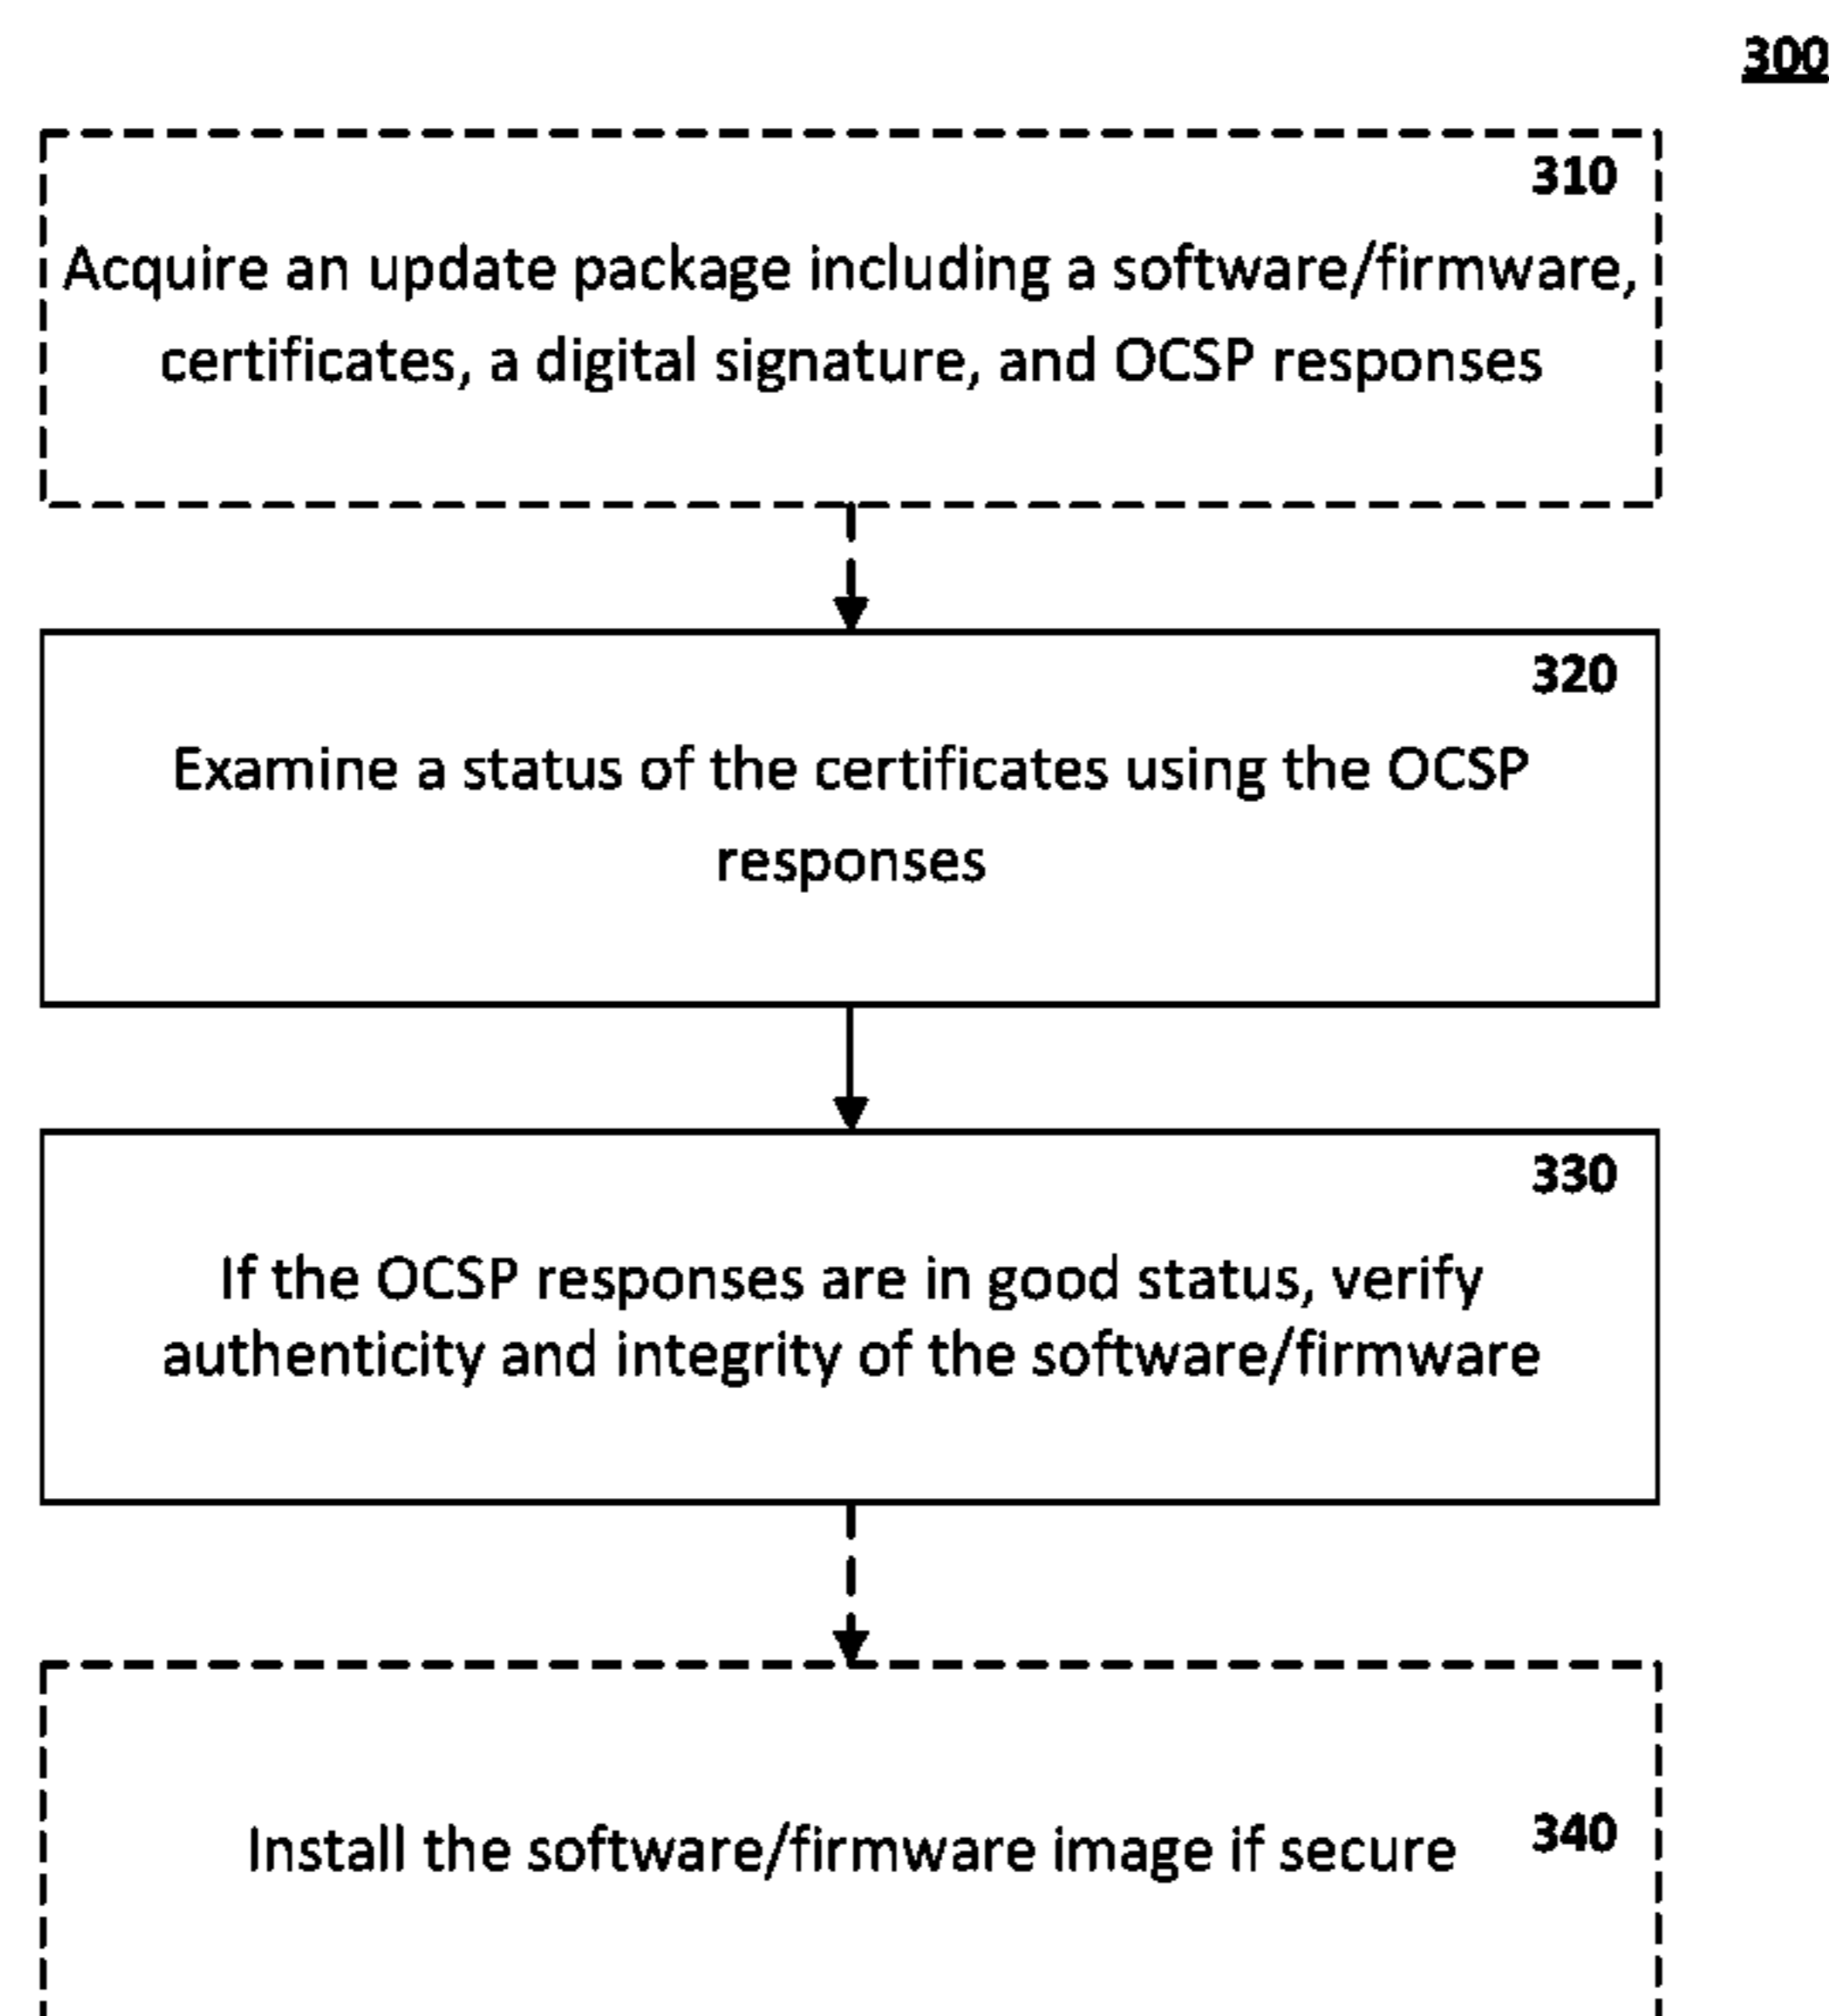 300
310
Acquire an update package including a software/firmware,
certificates, a digital signature, and OCSP responses
320
Examine a status of the certificates using the OCSP
responses
330
If the OCSP responses are in good status, verify
authenticity and integrity of the software/firmware
Install the software/firmware image if secure 340